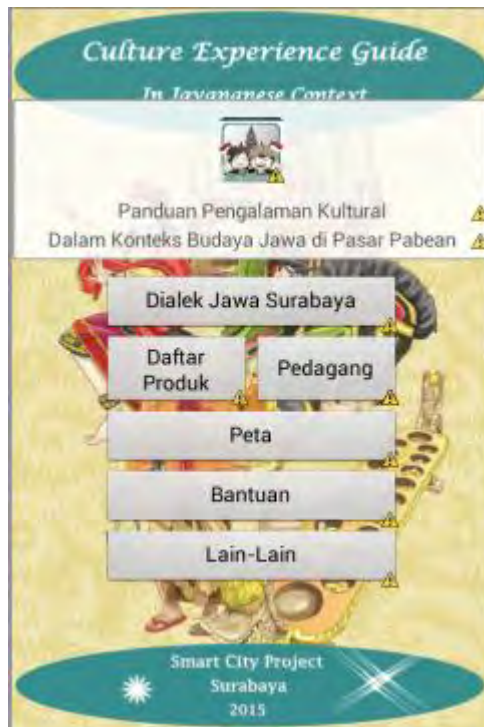 Culture Experience Guide
In Javananese Context
Panduan Pengalaman Kultural
Dalam Konteks Budaya Jawa di Pasar Pabean
Dialek Jawa Surabaya
Daftar
Produk
Pedagang
Peta
Bantuan
Lain-Lain
Smart City Project
Surabaya
2015